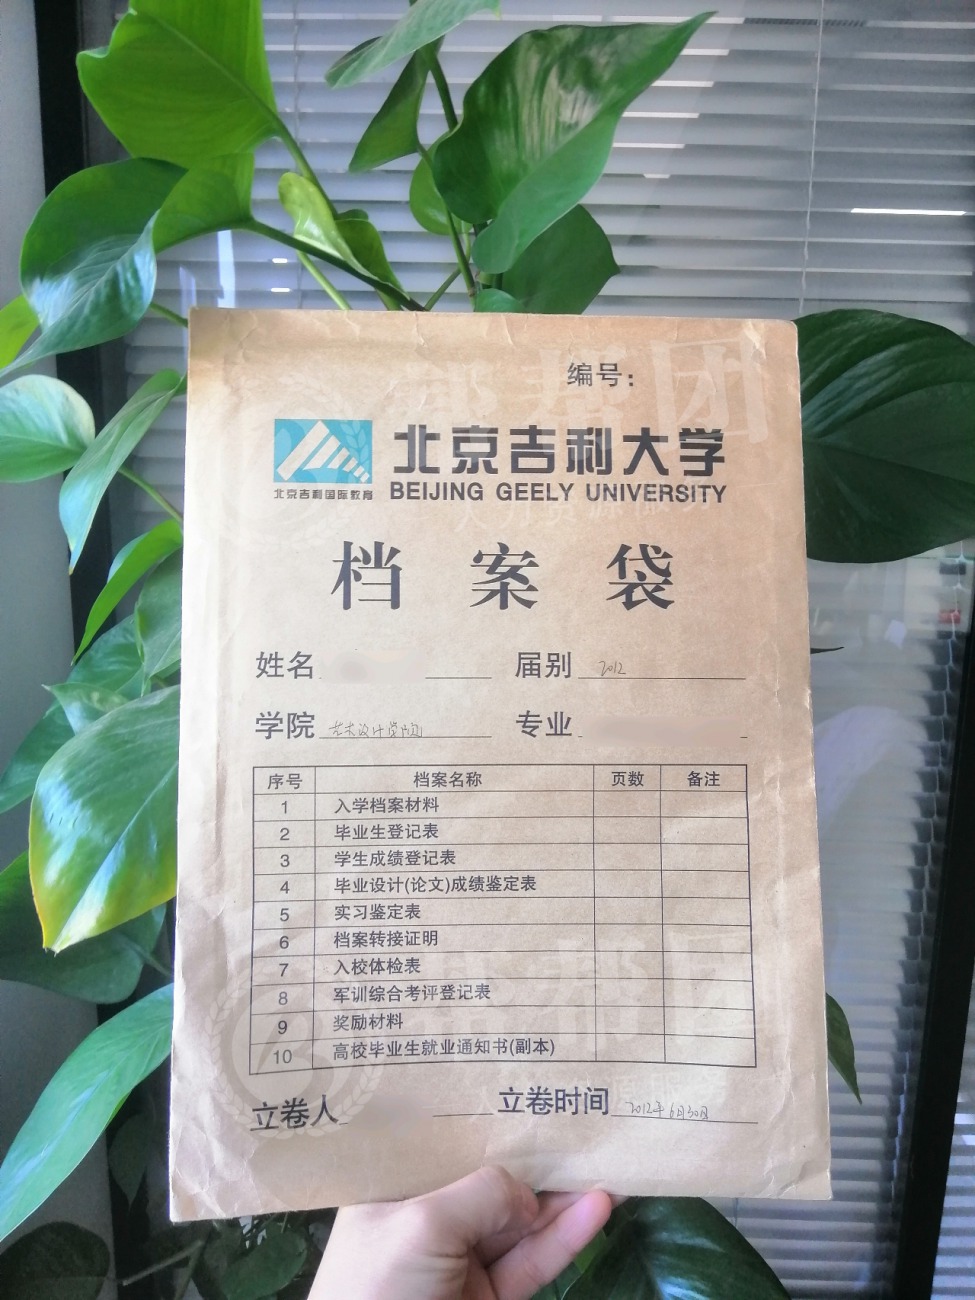 编号：
北京吉利大学
北京吉利国际教育
BEIJING GEELY UNIVERSITY
档案袋
姓名 届别 2012
学院 艺术设计学院 专业
序号 档案名称 页数 备注
1 入学档案材料
2 毕业生登记表
3 学生成绩登记表
4 毕业设计(论文)成绩鉴定表
5 实习鉴定表
6 档案转接证明
7 入校体检表
8 军训综合考评登记表
9 奖励材料
10 高校毕业生就业通知书(副本)
立卷人 立卷时间 2012年6月30日